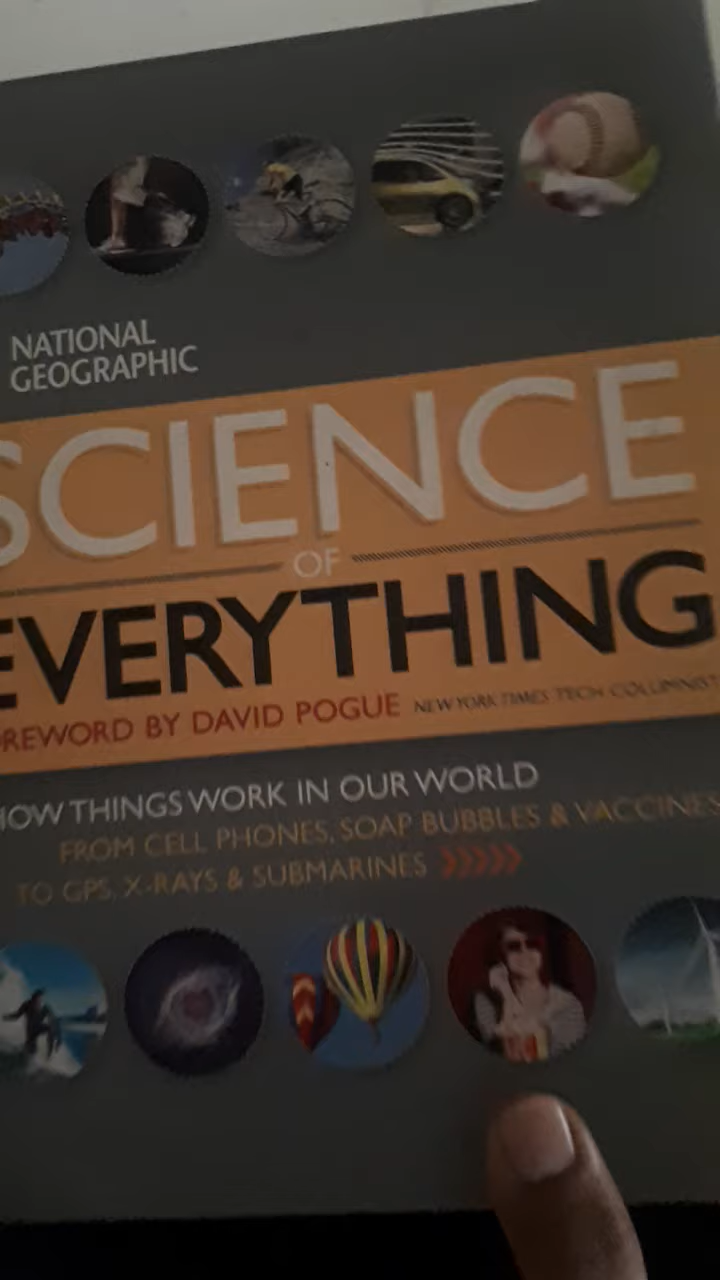 NATIONAL
GEOGRAPHIC
SCIENCE
OF
EVERYTHING
OREWORD BY DAVID POGUE NEW YORK TIMES TECH COLUMNIST
HOW THINGS WORK IN OUR WORLD
FROM CELL PHONES, SOAP BUBBLES & VACCINES
TO GPS, X-RAYS & SUBMARINES